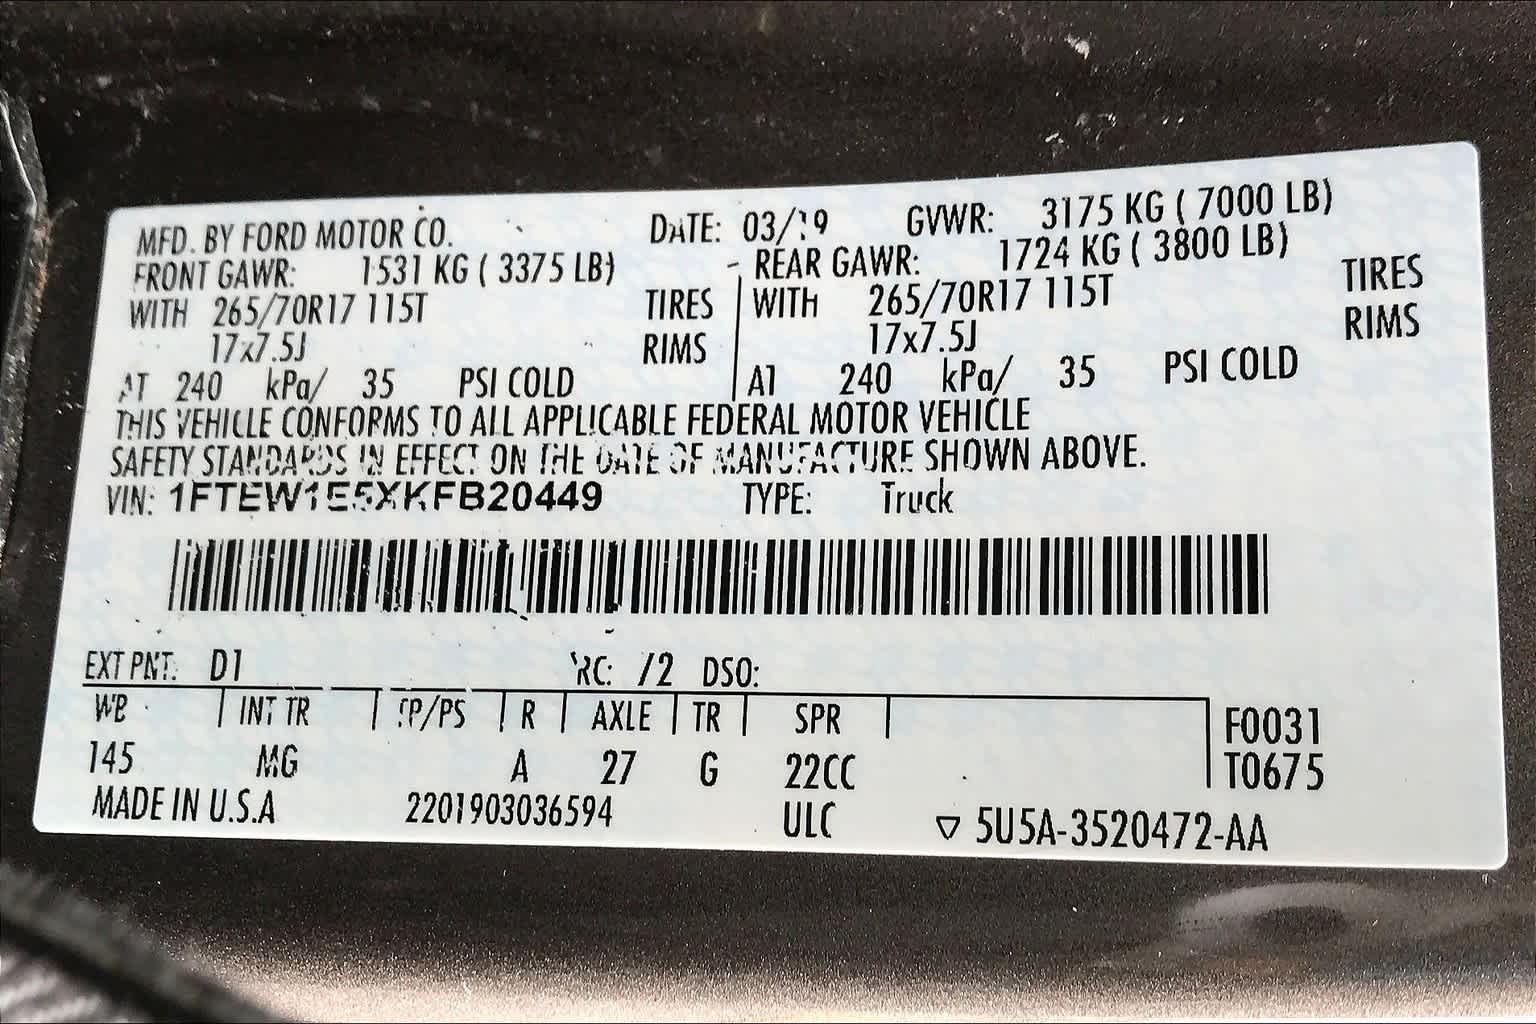 MFD. BY FORD MOTOR CO. DATE: 03/19 GVWR: 3175 KG ( 7000 LB)
FRONT GAWR: 1531 KG ( 3375 LB) REAR GAWR: 1724 KG ( 3800 LB)
WITH 265/70R17 115T TIRES WITH 265/70R17 115T TIRES
17x7.5J RIMS 17x7.5J RIMS
AT 240 kPa/ 35 PSI COLD AT 240 kPa/ 35 PSI COLD
THIS VEHICLE CONFORMS TO ALL APPLICABLE FEDERAL MOTOR VEHICLE
SAFETY STANDARDS IN EFFECT ON THE DATE OF MANUFACTURE SHOWN ABOVE.
VIN: 1FTEW1E5XKFB20449 TYPE: Truck
EXT PNT: D1 RC: 72 DSO:
WB INT TR TP/PS R AXLE TR SPR F0031
145 MG A 27 G 22CC T0675
MADE IN U.S.A 2201903036594 ULC ▽ 5U5A-3520472-AA